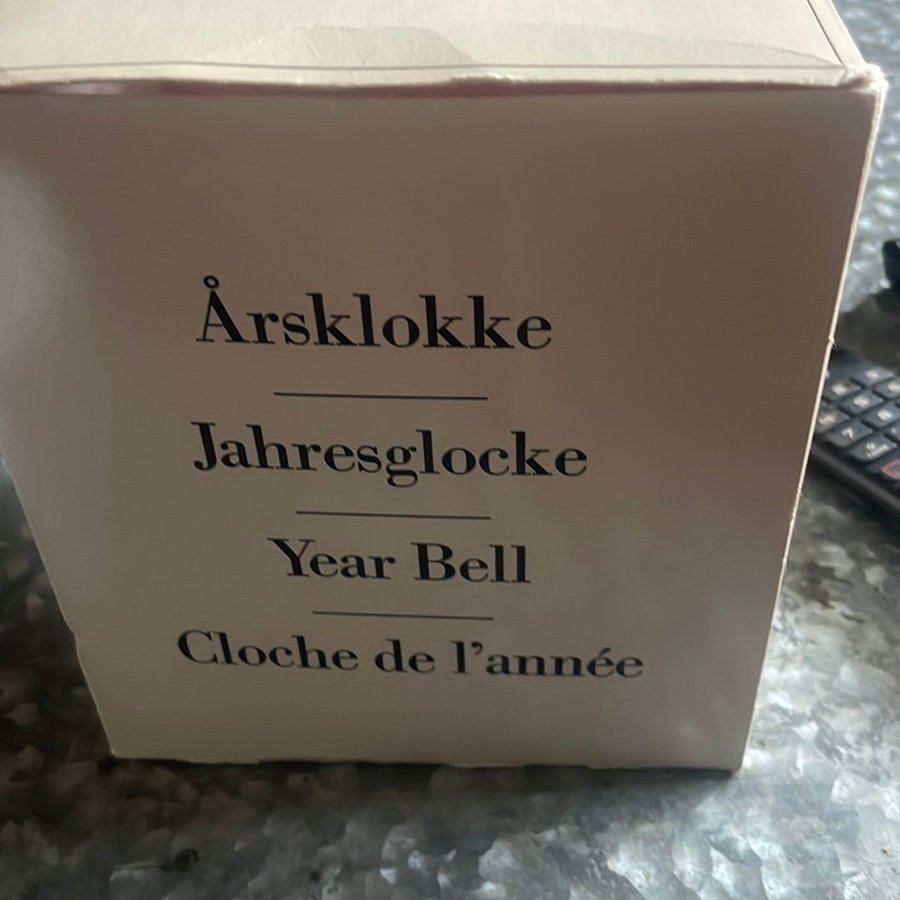 Årsklokke
Jahresglocke
Year Bell
Cloche de l'année